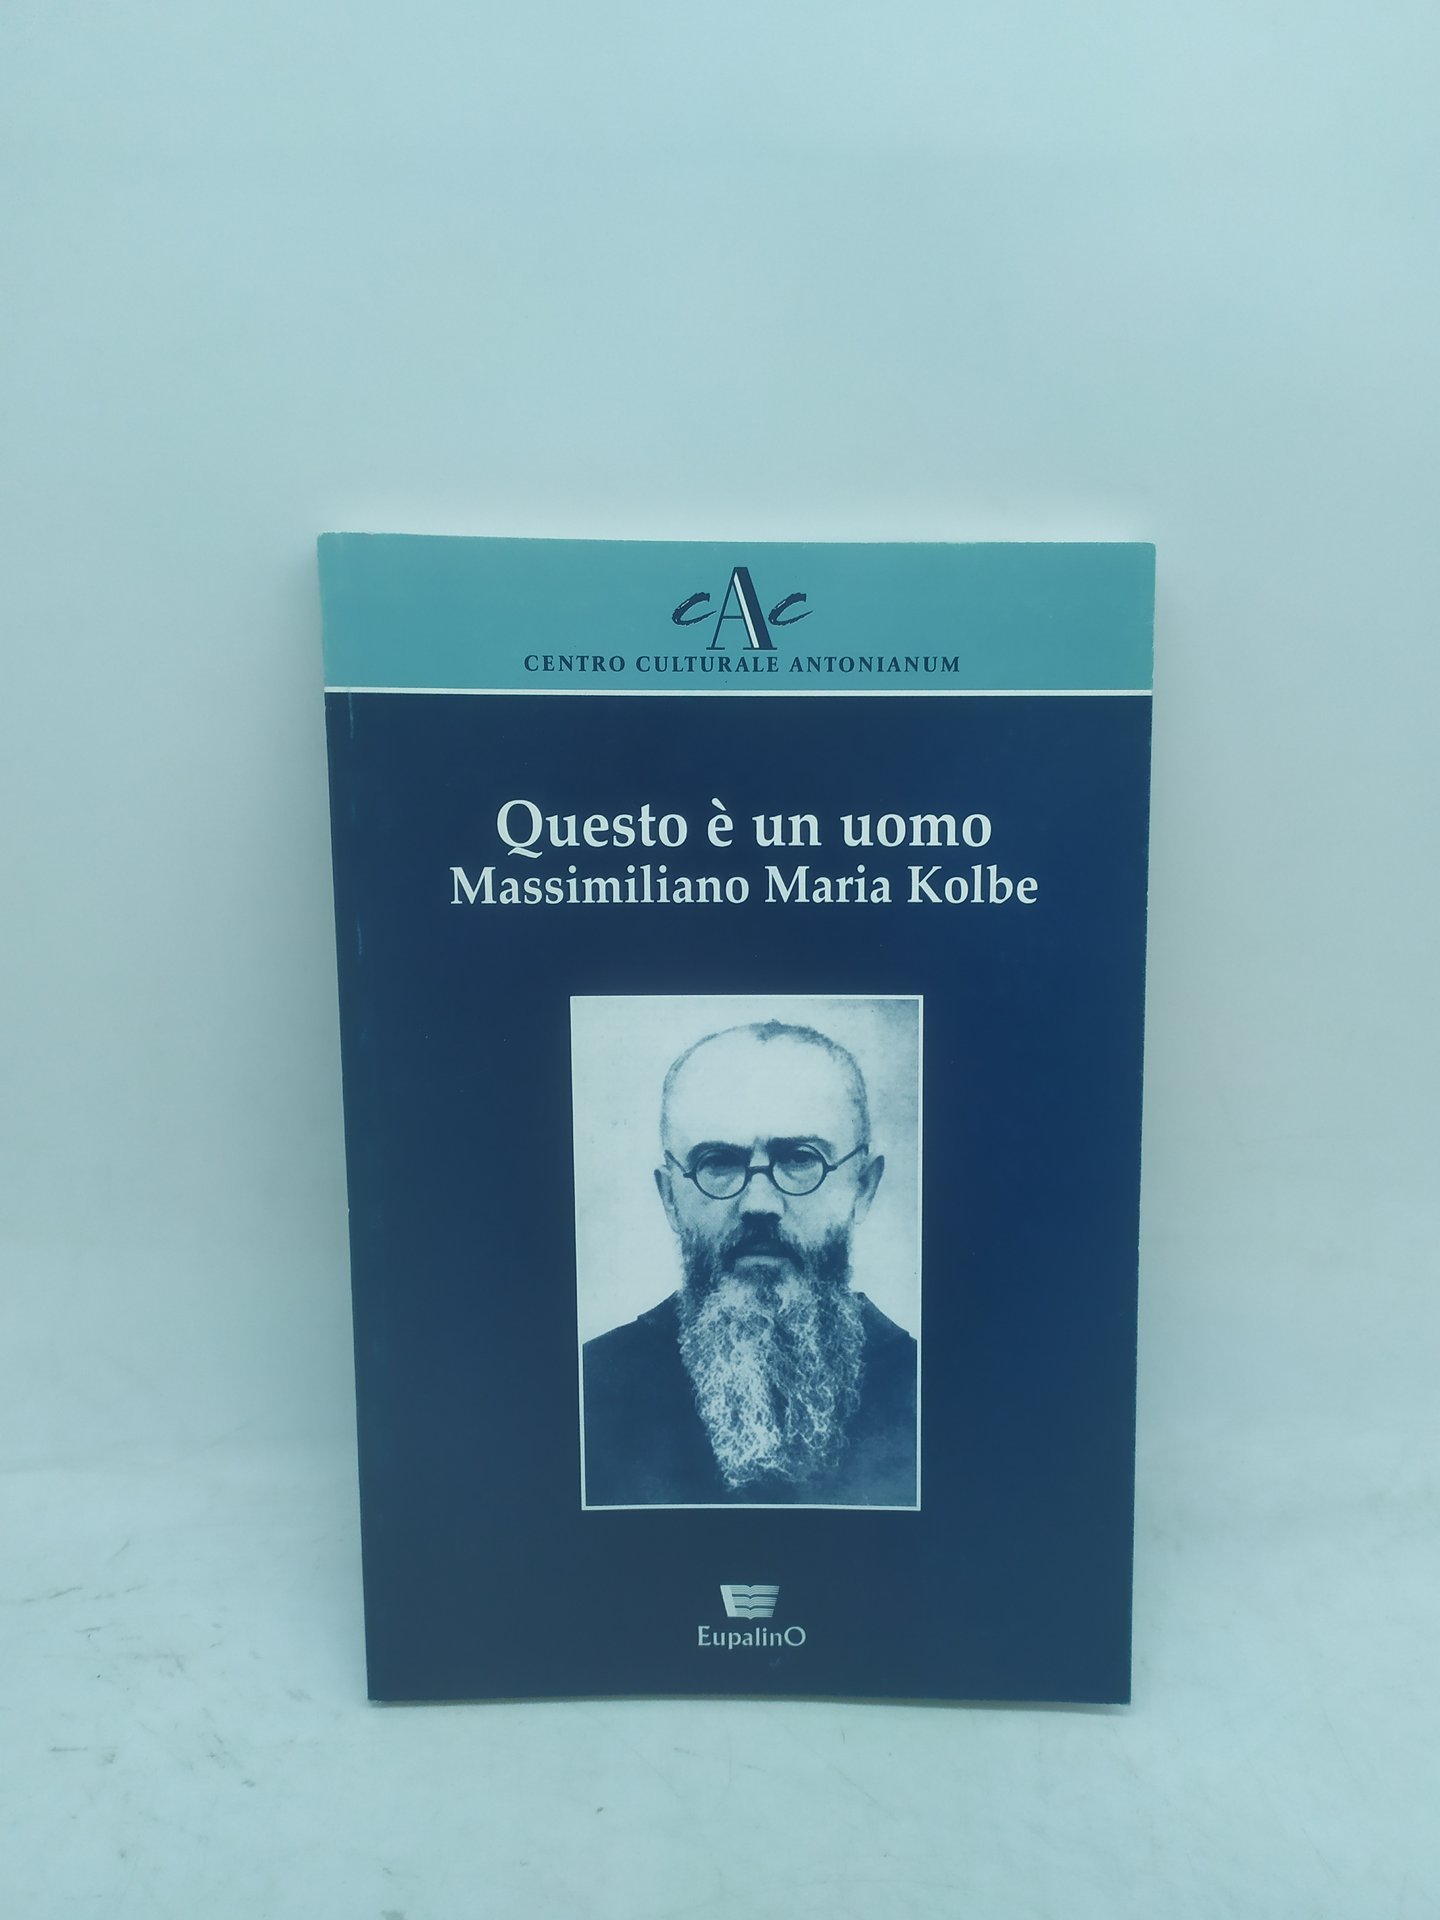 cAc
CENTRO CULTURALE ANTONIANUM
Questo è un uomo
Massimiliano Maria Kolbe
EupalinO